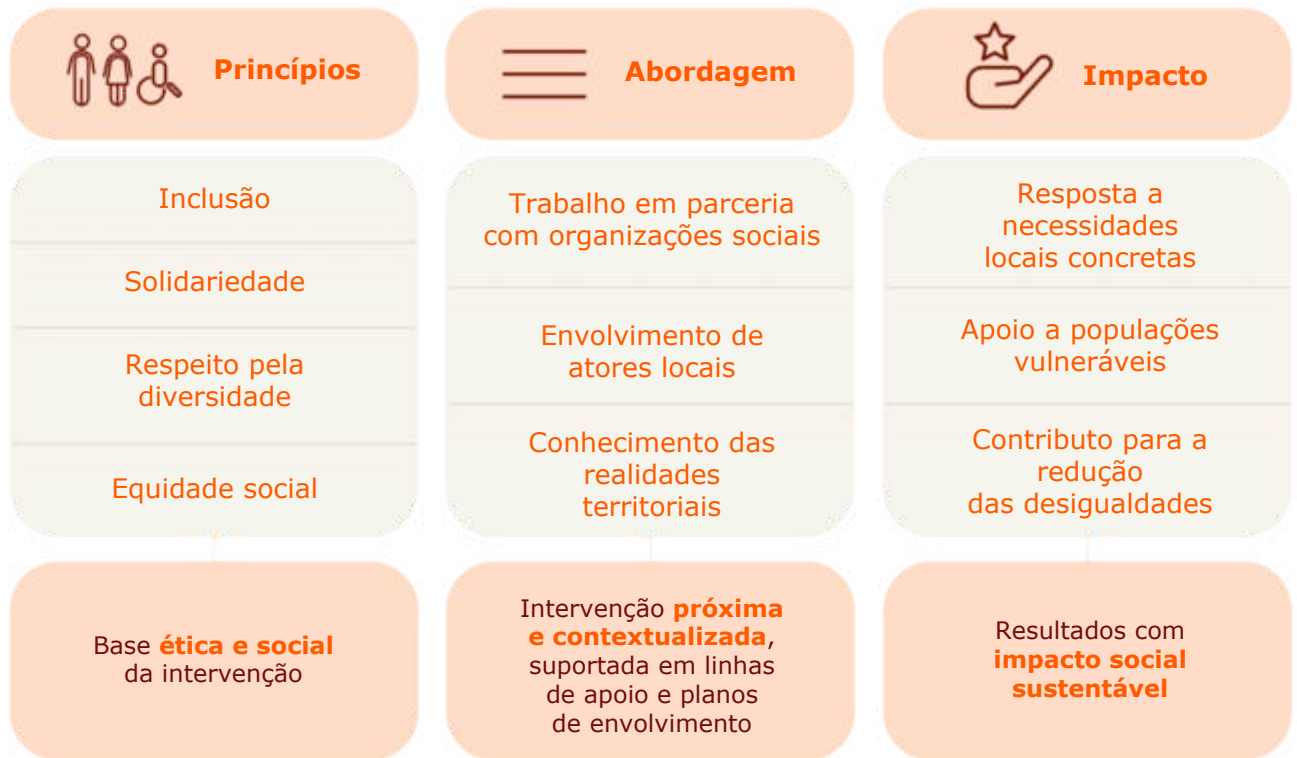 Princípios
Inclusão
Solidariedade
Respeito pela
diversidade
Equidade social
Base ética e social
da intervenção
Abordagem
Trabalho em parceria
com organizações sociais
Envolvimento de
atores locais
Conhecimento das
realidades
territoriais
Intervenção próxima
e contextualizada,
suportada em linhas
de apoio e planos
de envolvimento
Impacto
Resposta a
necessidades
locais concretas
Apoio a populações
vulneráveis
Contributo para a
redução
das desigualdades
Resultados com
impacto social
sustentável